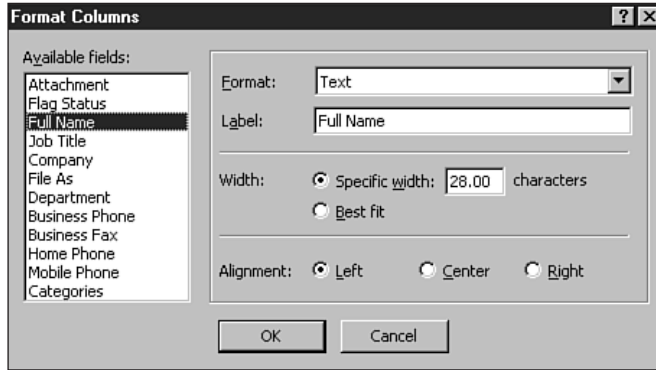 Format Columns
? X
Available fields:
Attachment
Flag Status
Full Name
Job Title
Company
File As
Department
Business Phone
Business Fax
Home Phone
Mobile Phone
Categories
Format: Text
Label: Full Name
Width: Specific width: 28.00 characters
Best fit
Alignment: Left Center Right
OK Cancel